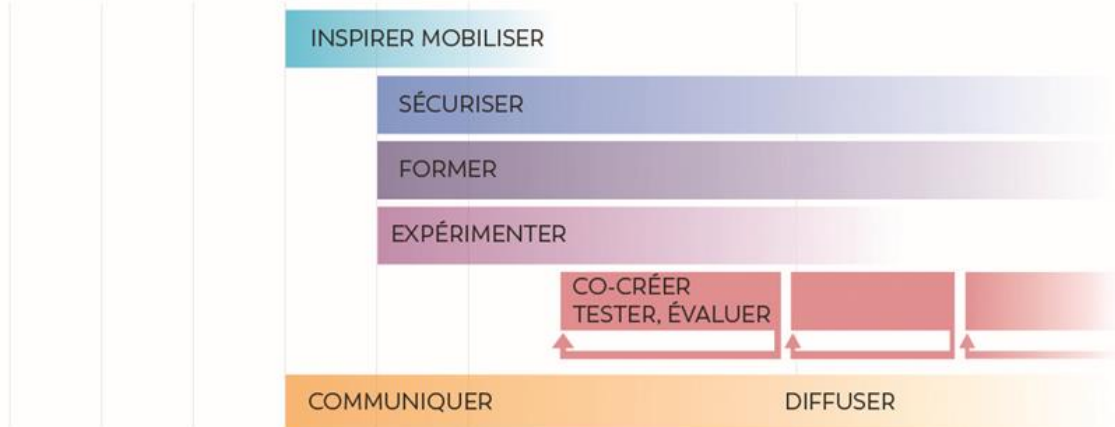 INSPIRER MOBILISER
SÉCURISER
FORMER
EXPÉRIMENTER
CO-CRÉER
TESTER, ÉVALUER
COMMUNIQUER DIFFUSER